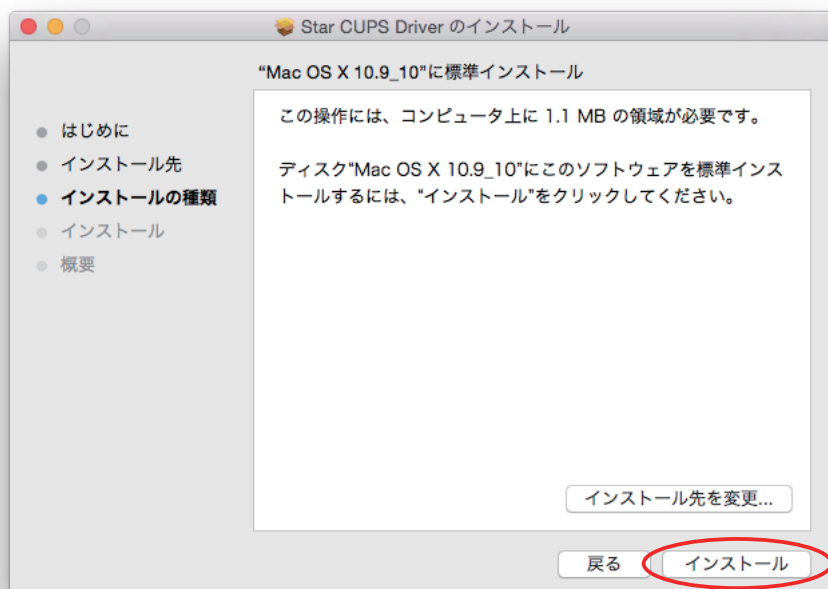 Star CUPS Driver のインストール
“Mac OS X 10.9_10”に標準インストール
はじめに
インストール先
インストールの種類
インストール
概要
この操作には、コンピュータ上に 1.1 MB の領域が必要です。
ディスク“Mac OS X 10.9_10”にこのソフトウェアを標準インス
トールするには、“インストール”をクリックしてください。
インストール先を変更...
戻る
インストール